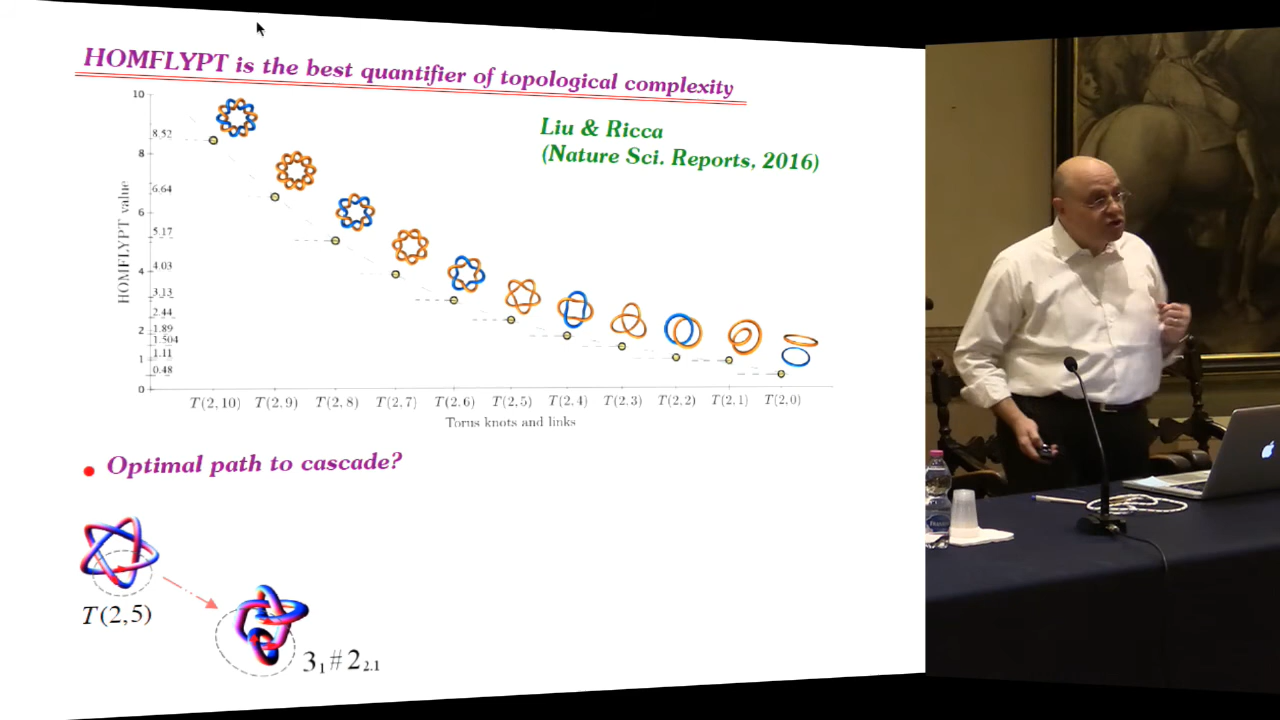 HOMFLYPT is the best quantifier of topological complexity
Liu & Ricca
(Nature Sci. Reports, 2016)
HOMFLYPT value
10
8.52
8
6.64
6
5.17
4.03
4
3.13
2.44
2
1.89
1.504
1.11
1
0.48
0
T(2,10) T(2,9) T(2,8) T(2,7) T(2,6) T(2,5) T(2,4) T(2,3) T(2,2) T(2,1) T(2,0)
Torus knots and links
• Optimal path to cascade?
T(2,5)
3₁#2₂.₁